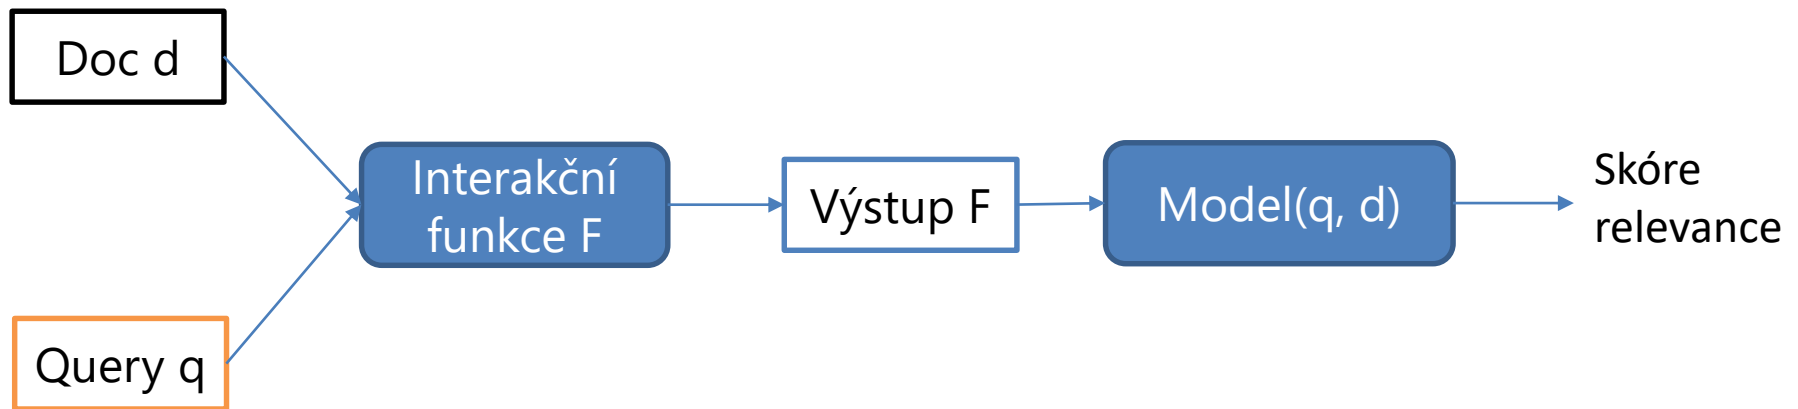 Doc d
Query q
Interakční
funkce F
Výstup F
Model(q, d)
Skóre
relevance